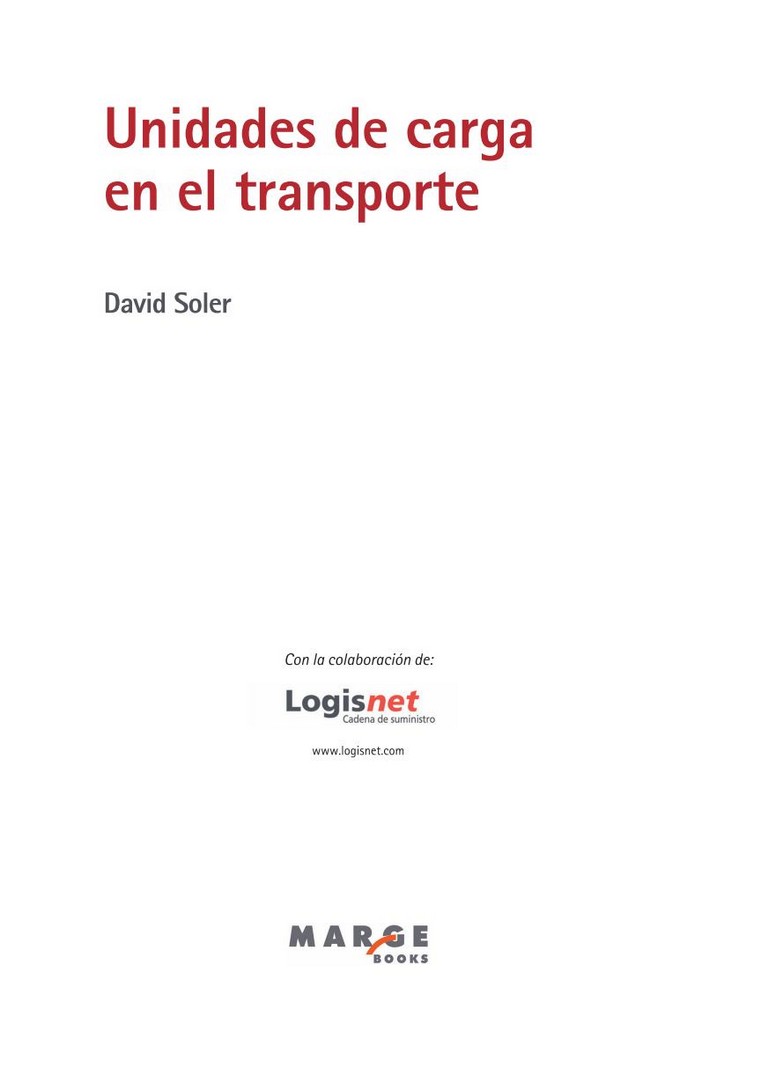 Unidades de carga
en el transporte
David Soler
Con la colaboración de:
Logisnet
Cadena de suministro
www.logisnet.com
MARGE
BOOKS